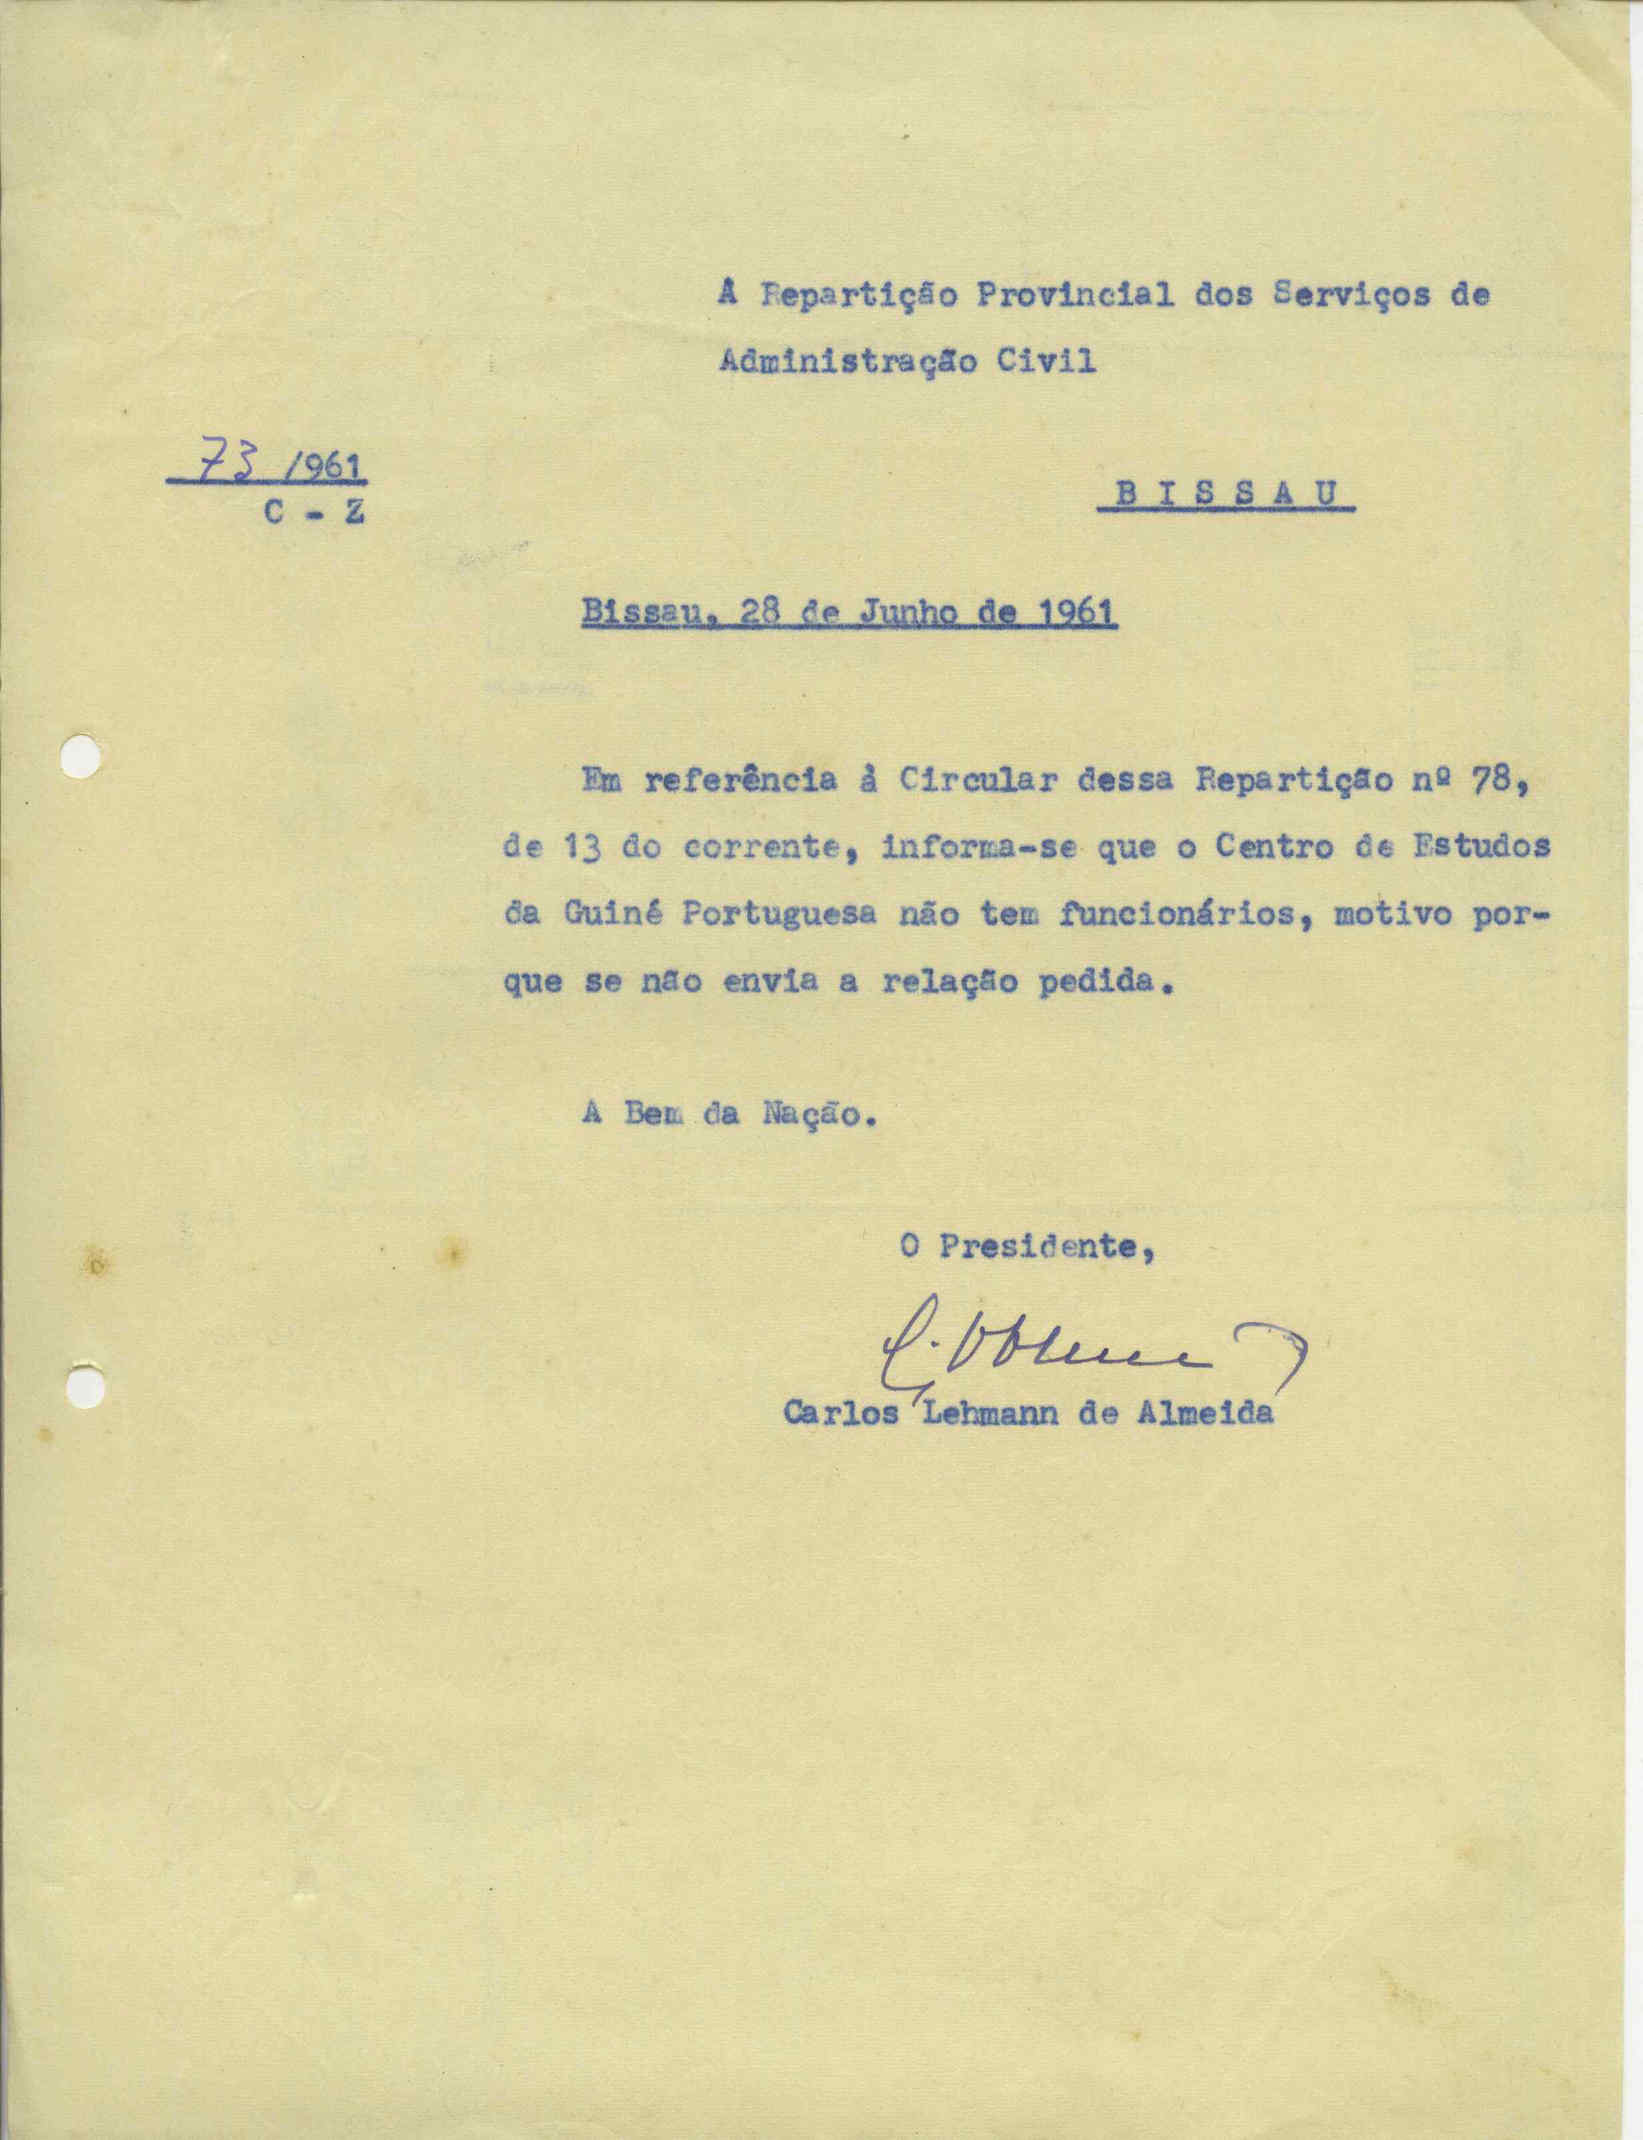 À Repartição Provincial dos Serviços de
Administração Civil
73 /961
C - Z
B I S S A U
Bissau, 28 de Junho de 1961
Em referência à Circular dessa Repartição nº 78,
de 13 do corrente, informa-se que o Centro de Estudos
da Guiné Portuguesa não tem funcionários, motivo por-
que se não envia a relação pedida.
A Bem da Nação.
O Presidente,
Carlos Lehmann de Almeida